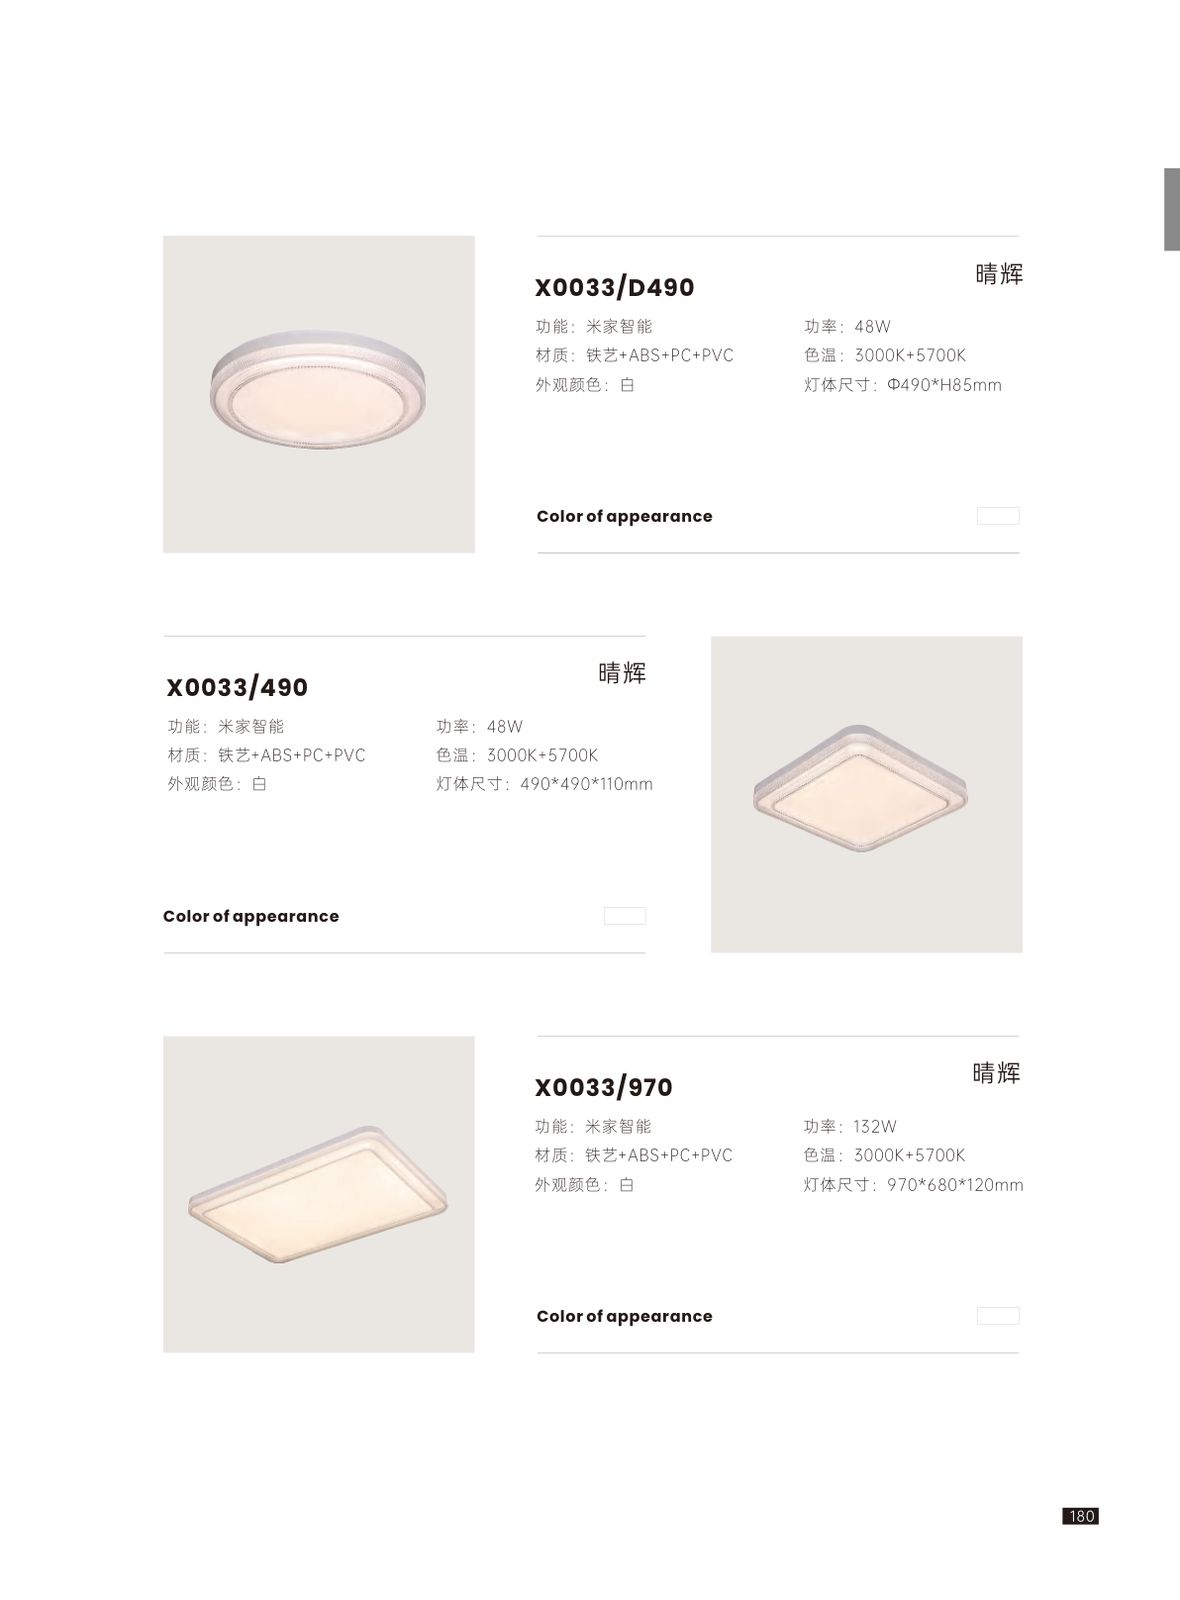 晴辉
X0033/D490
功能：米家智能
功率：48W
材质：铁艺+ABS+PC+PVC
色温：3000K+5700K
外观颜色：白
灯体尺寸：Φ490*H85mm
Color of appearance
晴辉
X0033/490
功能：米家智能
功率：48W
材质：铁艺+ABS+PC+PVC
色温：3000K+5700K
外观颜色：白
灯体尺寸：490*490*110mm
Color of appearance
晴辉
X0033/970
功能：米家智能
功率：132W
材质：铁艺+ABS+PC+PVC
色温：3000K+5700K
外观颜色：白
灯体尺寸：970*680*120mm
Color of appearance
180